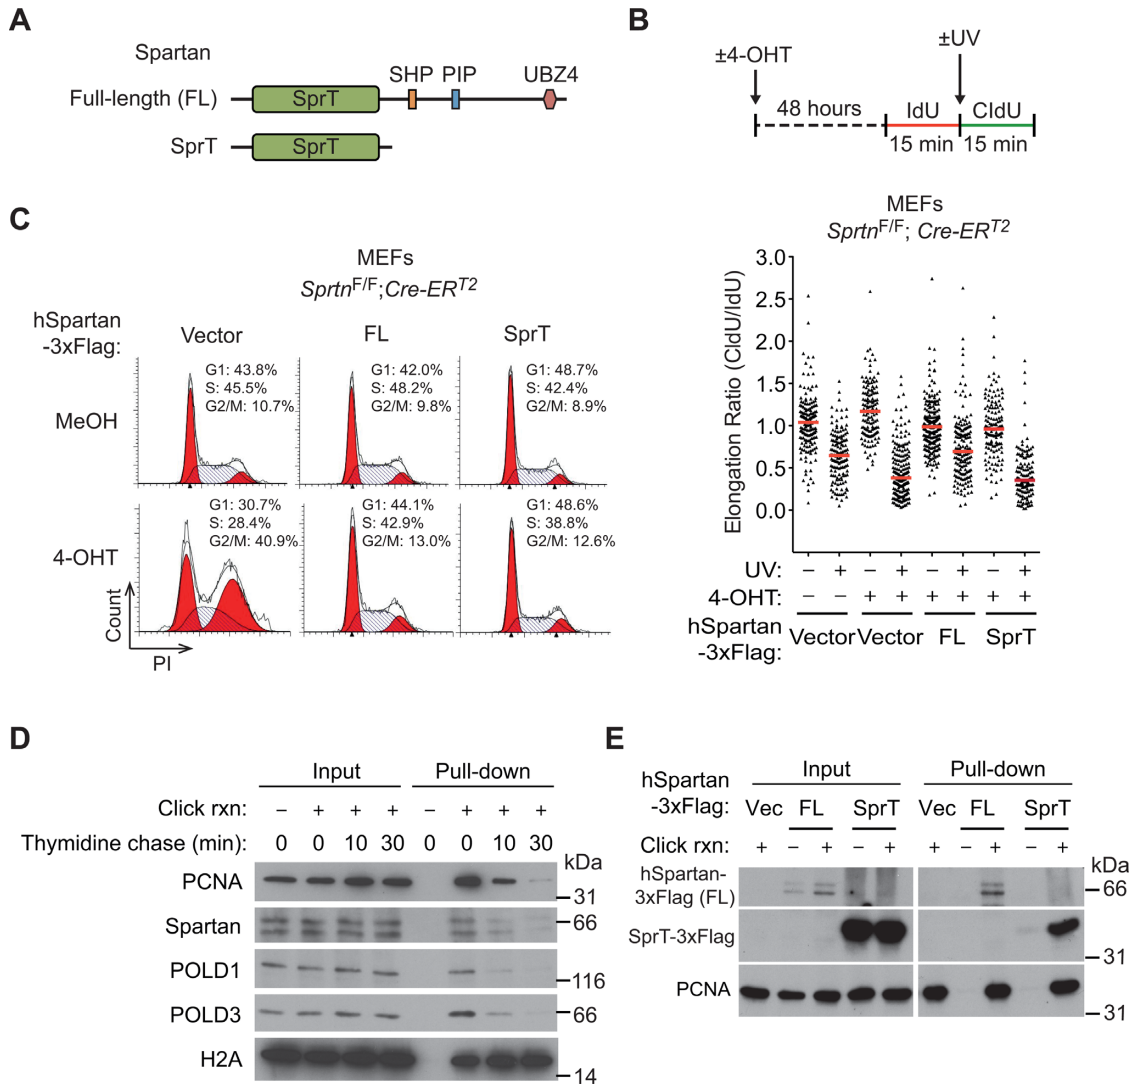 A
Spartan
SHP PIP UBZ4
Full-length (FL) SprT
SprT SprT
B
±4-OHT
±UV
48 hours IdU CldU
15 min 15 min
MEFs
Sprtn^F/F; Cre-ER^T2
Elongation Ratio (CldU/IdU)
3.0
2.5
2.0
1.5
1.0
0.5
0.0
UV: − + − + − + − +
4-OHT: − − + + + + + +
hSpartan
-3xFlag: Vector Vector FL SprT
C
MEFs
Sprtn^F/F;Cre-ER^T2
hSpartan
-3xFlag: Vector FL SprT
MeOH
G1: 43.8%
S: 45.5%
G2/M: 10.7%
G1: 42.0%
S: 48.2%
G2/M: 9.8%
G1: 48.7%
S: 42.4%
G2/M: 8.9%
4-OHT
G1: 30.7%
S: 28.4%
G2/M: 40.9%
G1: 44.1%
S: 42.9%
G2/M: 13.0%
G1: 48.6%
S: 38.8%
G2/M: 12.6%
Count
PI
D
Input Pull-down
Click rxn: − + + + − + + +
Thymidine chase (min): 0 0 10 30 0 0 10 30
kDa
PCNA 31
Spartan 66
POLD1 116
POLD3 66
H2A 14
E
Input Pull-down
hSpartan
-3xFlag: Vec FL SprT Vec FL SprT
Click rxn: + − + − + + − + − +
kDa
hSpartan-
3xFlag (FL) 66
SprT-3xFlag 31
PCNA 31